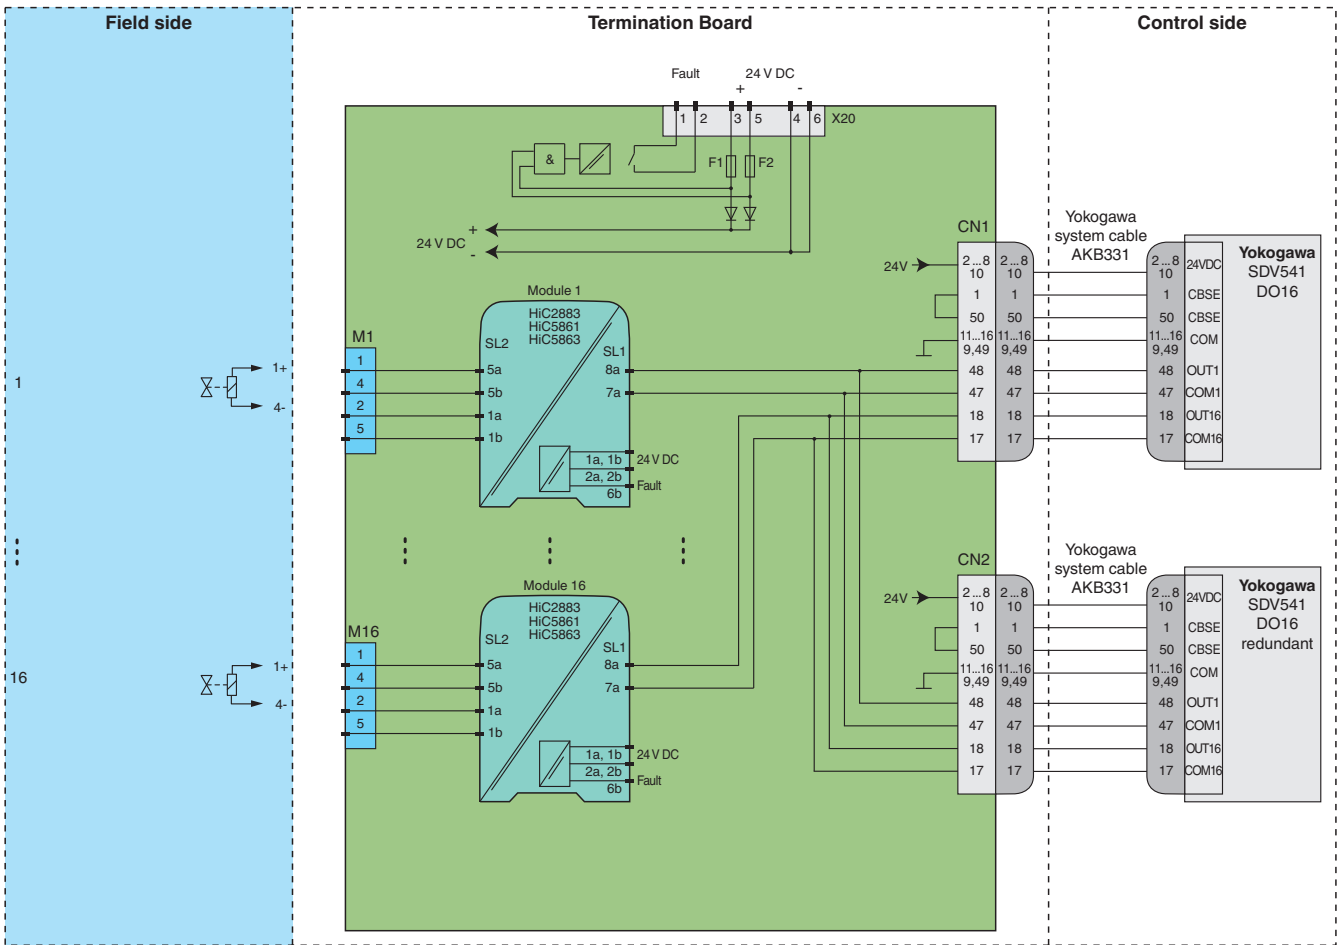 Field side
Termination Board
Control side
Fault
24 V DC
+
-
1
2
3
5
4
6
X20
&
F1
F2
+
24 V DC
-
CN1
Yokogawa
system cable
AKB331
24V
2...8
10
2...8
10
2...8
10
24VDC
Yokogawa
SDV541
DO16
1
1
1
CBSE
50
50
50
CBSE
11...16
9,49
11...16
9,49
11...16
9,49
COM
48
48
48
OUT1
47
47
47
COM1
18
18
18
OUT16
17
17
17
COM16
Module 1
HiC2883
HiC5861
HiC5863
SL2
SL1
M1
1
4
2
5
5a
5b
1a
1b
8a
7a
1a, 1b
2a, 2b
6b
24 V DC
Fault
1
1+
4-
Module 16
HiC2883
HiC5861
HiC5863
SL2
SL1
M16
1
4
2
5
5a
5b
1a
1b
8a
7a
1a, 1b
2a, 2b
6b
24 V DC
Fault
16
1+
4-
CN2
Yokogawa
system cable
AKB331
24V
2...8
10
2...8
10
2...8
10
24VDC
Yokogawa
SDV541
DO16
redundant
1
1
1
CBSE
50
50
50
CBSE
11...16
9,49
11...16
9,49
11...16
9,49
COM
48
48
48
OUT1
47
47
47
COM1
18
18
18
OUT16
17
17
17
COM16